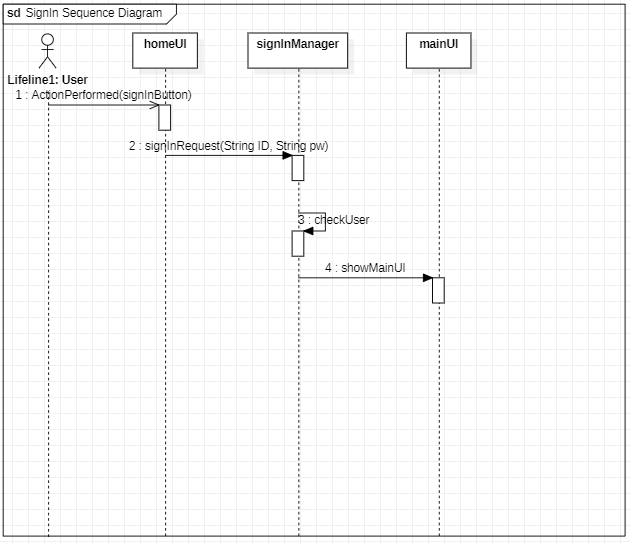 sd SignIn Sequence Diagram
homeUI
signInManager
mainUI
Lifeline1: User
1 : ActionPerformed(signInButton)
2 : signInRequest(String ID, String pw)
3 : checkUser
4 : showMainUI